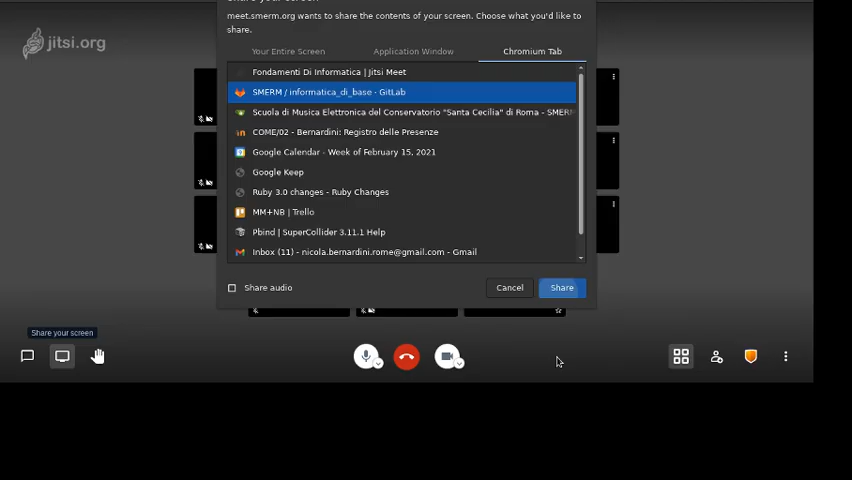 Share your screen
meet.smerm.org wants to share the contents of your screen. Choose what you'd like to
share.
Your Entire Screen
Application Window
Chromium Tab
jitsi.org
Fondamenti Di Informatica | Jitsi Meet
SMERM / informatica_di_base - GitLab
Scuola di Musica Elettronica del Conservatorio "Santa Cecilia" di Roma - SMERM
COME/02 - Bernardini: Registro delle Presenze
Google Calendar - Week of February 15, 2021
Google Keep
Ruby 3.0 changes - Ruby Changes
MM+NB | Trello
Pbind | SuperCollider 3.11.1 Help
Inbox (11) - nicola.bernardini.rome@gmail.com - Gmail
Share audio
Cancel
Share
Share your screen